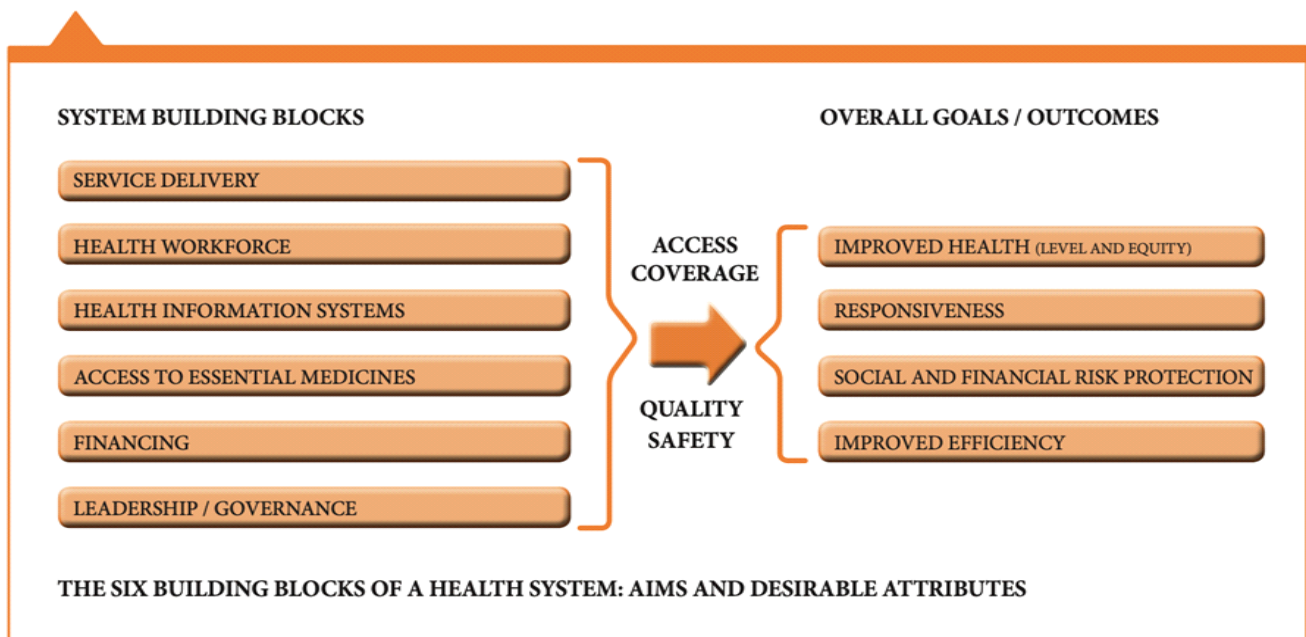 SYSTEM BUILDING BLOCKS
SERVICE DELIVERY
HEALTH WORKFORCE
HEALTH INFORMATION SYSTEMS
ACCESS TO ESSENTIAL MEDICINES
FINANCING
LEADERSHIP / GOVERNANCE
ACCESS
COVERAGE
QUALITY
SAFETY
OVERALL GOALS / OUTCOMES
IMPROVED HEALTH (LEVEL AND EQUITY)
RESPONSIVENESS
SOCIAL AND FINANCIAL RISK PROTECTION
IMPROVED EFFICIENCY
THE SIX BUILDING BLOCKS OF A HEALTH SYSTEM: AIMS AND DESIRABLE ATTRIBUTES